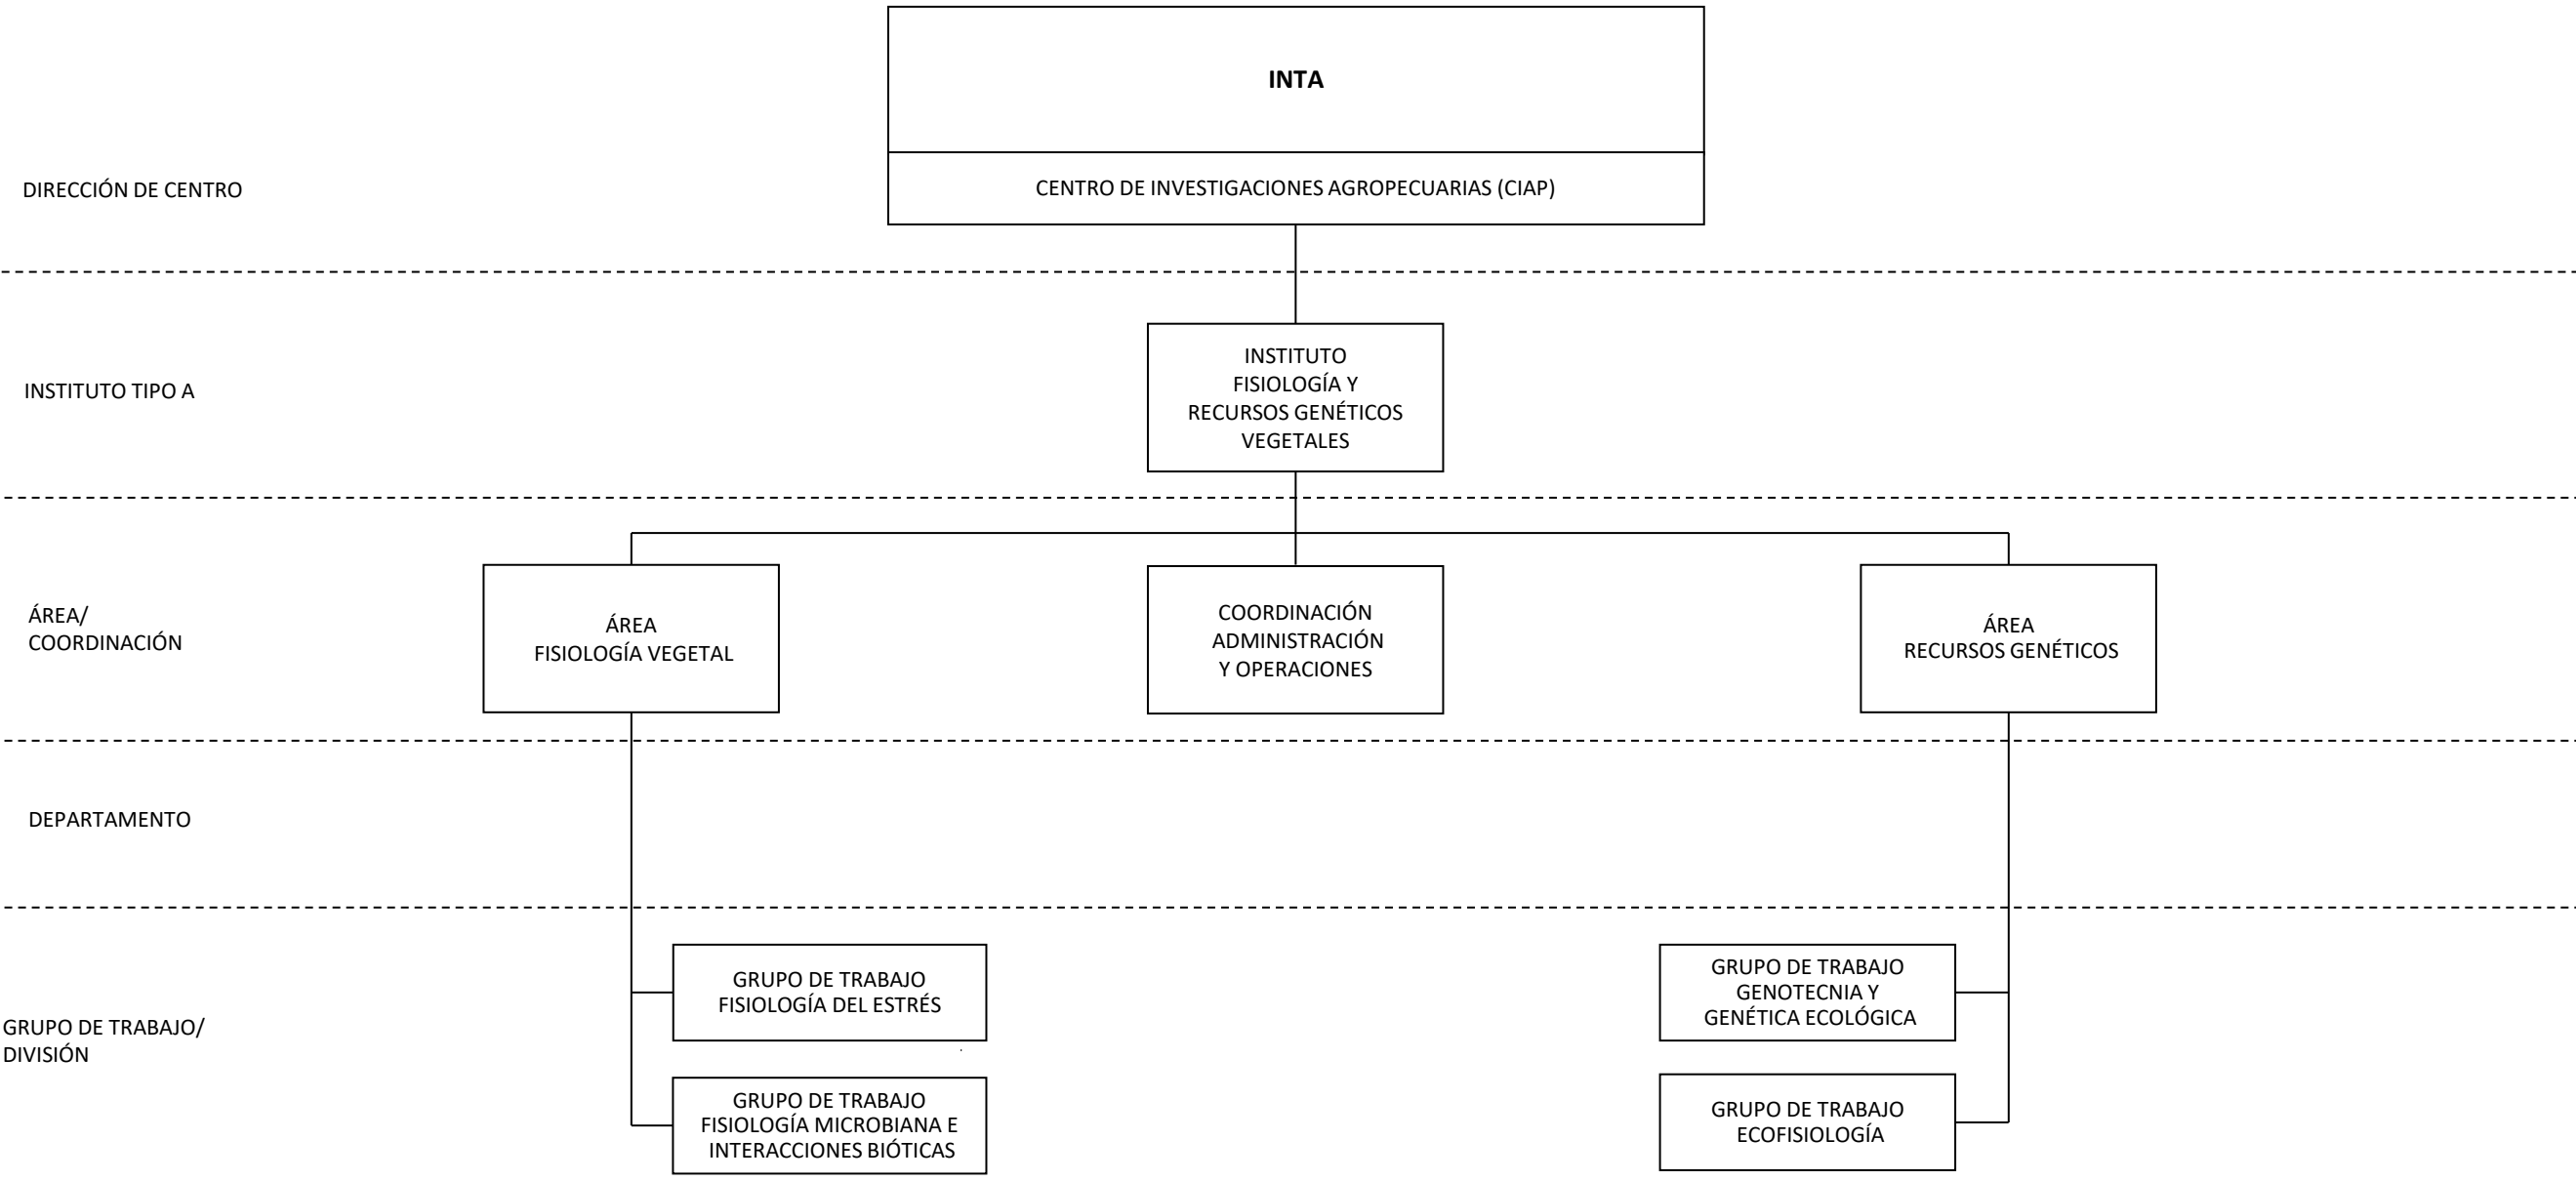 INTA
DIRECCIÓN DE CENTRO
CENTRO DE INVESTIGACIONES AGROPECUARIAS (CIAP)
INSTITUTO TIPO A
INSTITUTO
FISIOLOGÍA Y
RECURSOS GENÉTICOS
VEGETALES
ÁREA/
COORDINACIÓN
ÁREA
FISIOLOGÍA VEGETAL
COORDINACIÓN
ADMINISTRACIÓN
Y OPERACIONES
ÁREA
RECURSOS GENÉTICOS
DEPARTAMENTO
GRUPO DE TRABAJO/
DIVISIÓN
GRUPO DE TRABAJO
FISIOLOGÍA DEL ESTRÉS
GRUPO DE TRABAJO
FISIOLOGÍA MICROBIANA E
INTERACCIONES BIÓTICAS
GRUPO DE TRABAJO
GENOTECNIA Y
GENÉTICA ECOLÓGICA
GRUPO DE TRABAJO
ECOFISIOLOGÍA